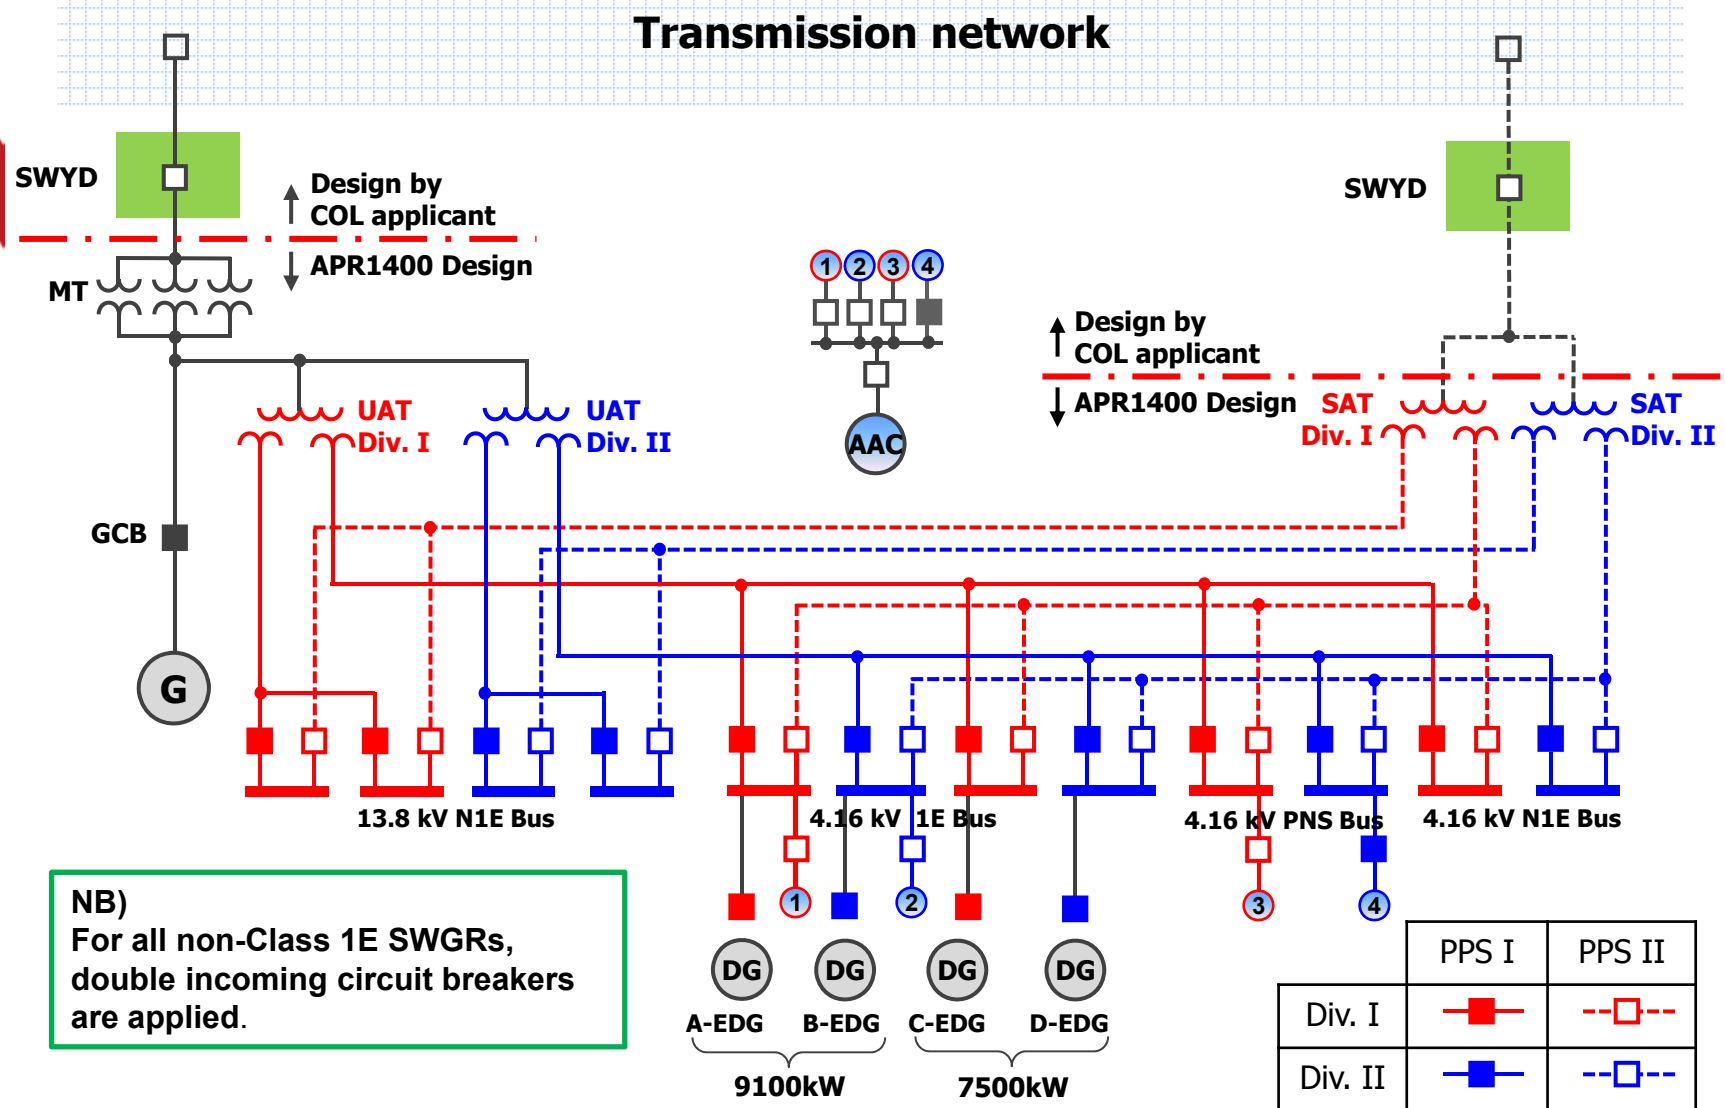 Transmission network
SWYD
Design by
COL applicant
APR1400 Design
MT
SWYD
1 2 3 4
Design by
COL applicant
APR1400 Design
AAC
UAT
Div. I
UAT
Div. II
SAT
Div. I
SAT
Div. II
GCB
G
13.8 kV N1E Bus
4.16 kV 1E Bus
4.16 kV PNS Bus
4.16 kV N1E Bus
1
2
3
4
NB)
For all non-Class 1E SWGRs,
double incoming circuit breakers
are applied.
DG
DG
DG
DG
A-EDG
B-EDG
C-EDG
D-EDG
9100kW
7500kW
PPS I
PPS II
Div. I
Div. II